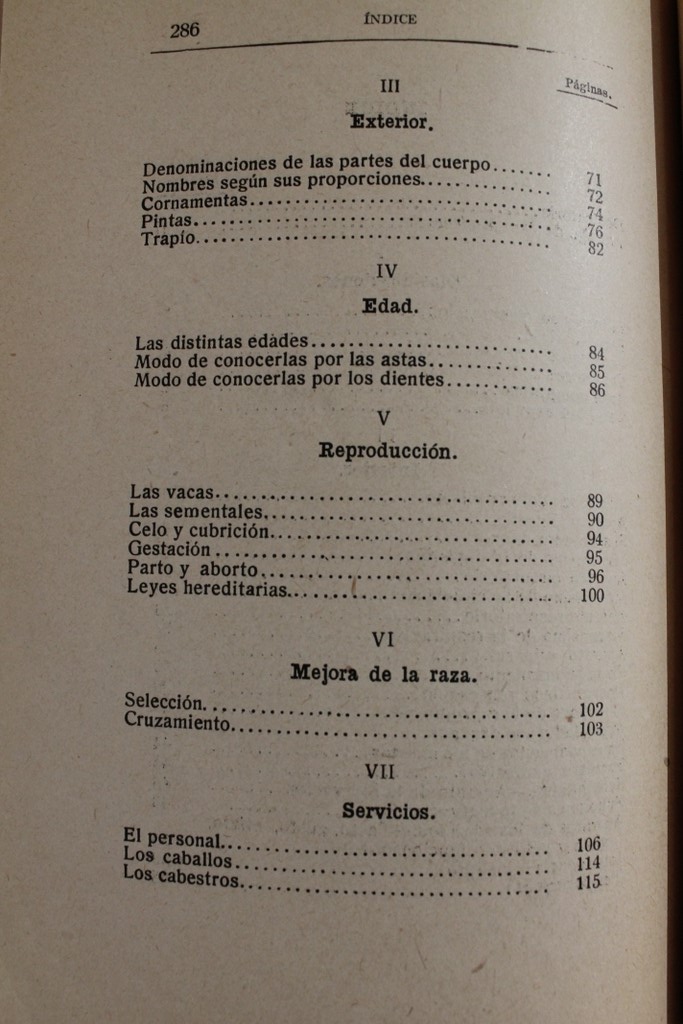 286
ÍNDICE
III
Páginas.
Exterior.
Denominaciones de las partes del cuerpo....... 71
Nombres según sus proporciones.............. 72
Cornamentas................................ 74
Pintas..................................... 76
Trapío..................................... 82
IV
Edad.
Las distintas edades........................ 84
Modo de conocerlas por las astas............. 85
Modo de conocerlas por los dientes............ 86
V
Reproducción.
Las vacas.................................. 89
Las sementales.............................. 90
Celo y cubrición............................ 94
Gestación .................................. 95
Parto y aborto.............................. 96
Leyes hereditarias.......................... 100
VI
Mejora de la raza.
Selección................................... 102
Cruzamiento................................ 103
VII
Servicios.
El personal................................. 106
Los caballos................................ 114
Los cabestros............................... 115